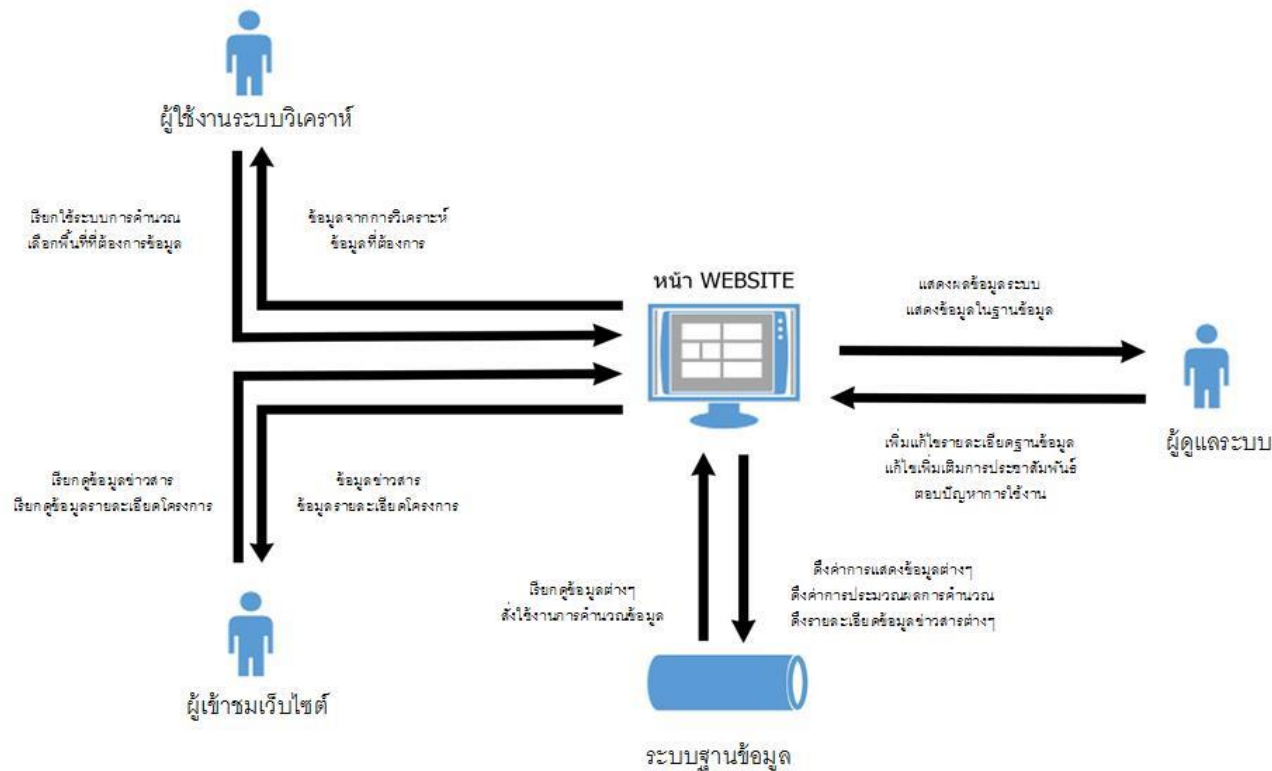 ผู้ใช้งานระบบวิเคราห์
เรียกใช้ระบบการคำนวณ
เลือกพื้นที่ที่ต้องการข้อมูล
ข้อมูลจากการวิเคราะห์
ข้อมูลที่ต้องการ
หน้า WEBSITE
แสดงผลข้อมูลระบบ
แสดงข้อมูลในฐานข้อมูล
ผู้ดูแลระบบ
เพิ่มแก้ไขรายละเอียดฐานข้อมูล
แก้ไขเพิ่มเติมการประชาสัมพันธ์
ตอบปัญหาการใช้งาน
เรียกดูข้อมูลข่าวสาร
เรียกดูข้อมูลรายละเอียดโครงการ
ข้อมูลข่าวสาร
ข้อมูลรายละเอียดโครงการ
ผู้เข้าชมเว็บไซต์
เรียกดูข้อมูลต่างๆ
สั่งใช้งานการคำนวณข้อมูล
ดึงค่าการแสดงข้อมูลต่างๆ
ดึงค่าการประมวณผลการคำนวณ
ดึงรายละเอียดข้อมูลข่าวสารต่างๆ
ระบบฐานข้อมูล